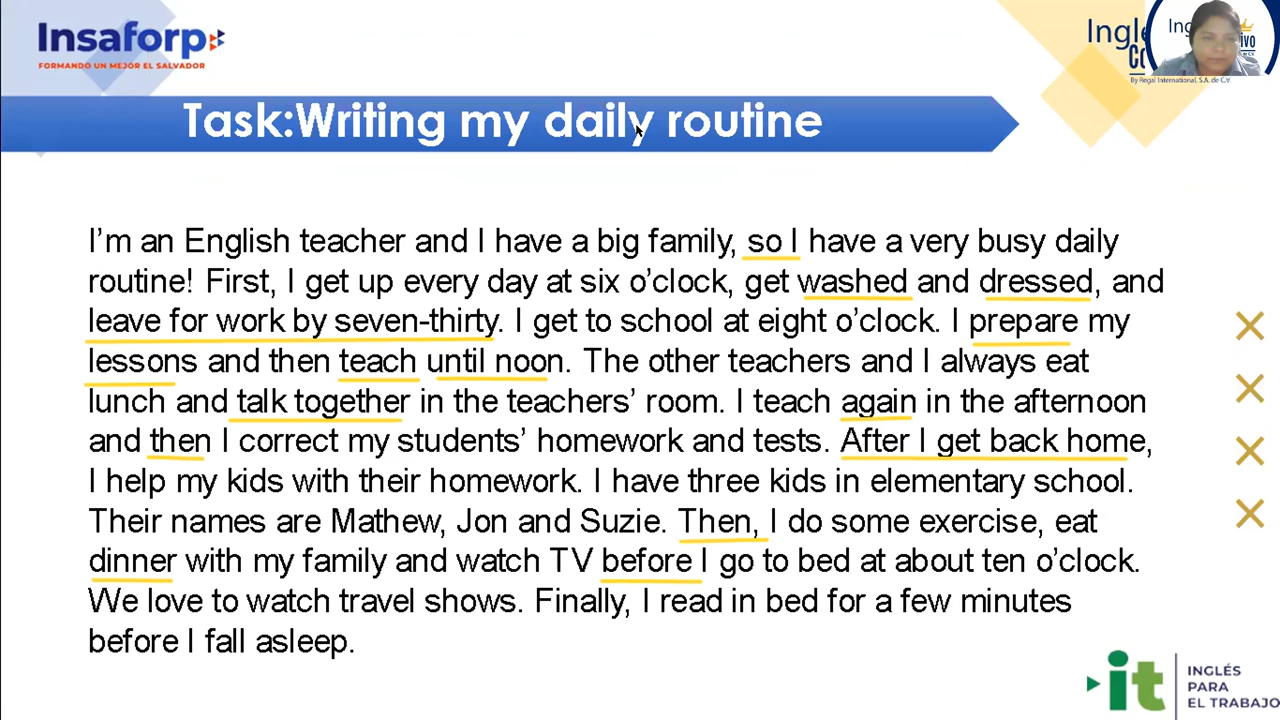 Insaforp
FORMANDO UN MEJOR EL SALVADOR
By Regal International, S.A. de C.V.
Task:Writing my daily routine
I'm an English teacher and I have a big family, so I have a very busy daily
routine! First, I get up every day at six o'clock, get washed and dressed, and
leave for work by seven-thirty. I get to school at eight o'clock. I prepare my
lessons and then teach until noon. The other teachers and I always eat
lunch and talk together in the teachers' room. I teach again in the afternoon
and then I correct my students' homework and tests. After I get back home,
I help my kids with their homework. I have three kids in elementary school.
Their names are Mathew, Jon and Suzie. Then, I do some exercise, eat
dinner with my family and watch TV before I go to bed at about ten o'clock.
We love to watch travel shows. Finally, I read in bed for a few minutes
before I fall asleep.
it
INGLÉS
PARA
EL TRABAJO